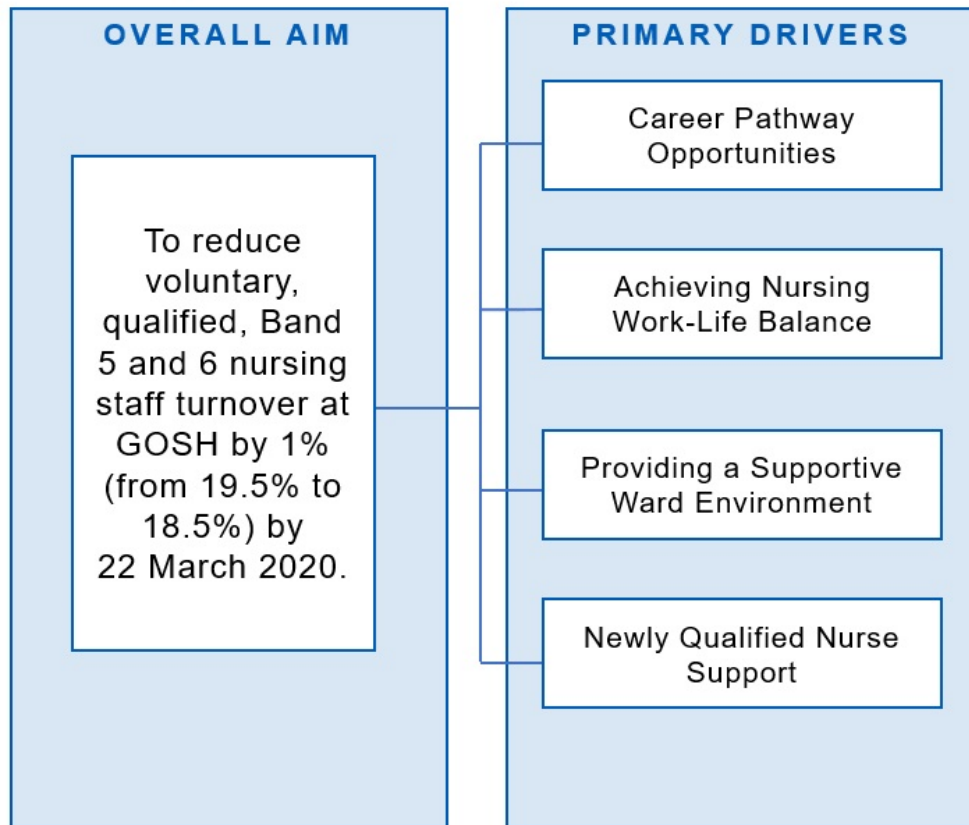 OVERALL AIM
To reduce
voluntary,
qualified, Band
5 and 6 nursing
staff turnover at
GOSH by 1%
(from 19.5% to
18.5%) by
22 March 2020.
PRIMARY DRIVERS
Career Pathway
Opportunities
Achieving Nursing
Work-Life Balance
Providing a Supportive
Ward Environment
Newly Qualified Nurse
Support